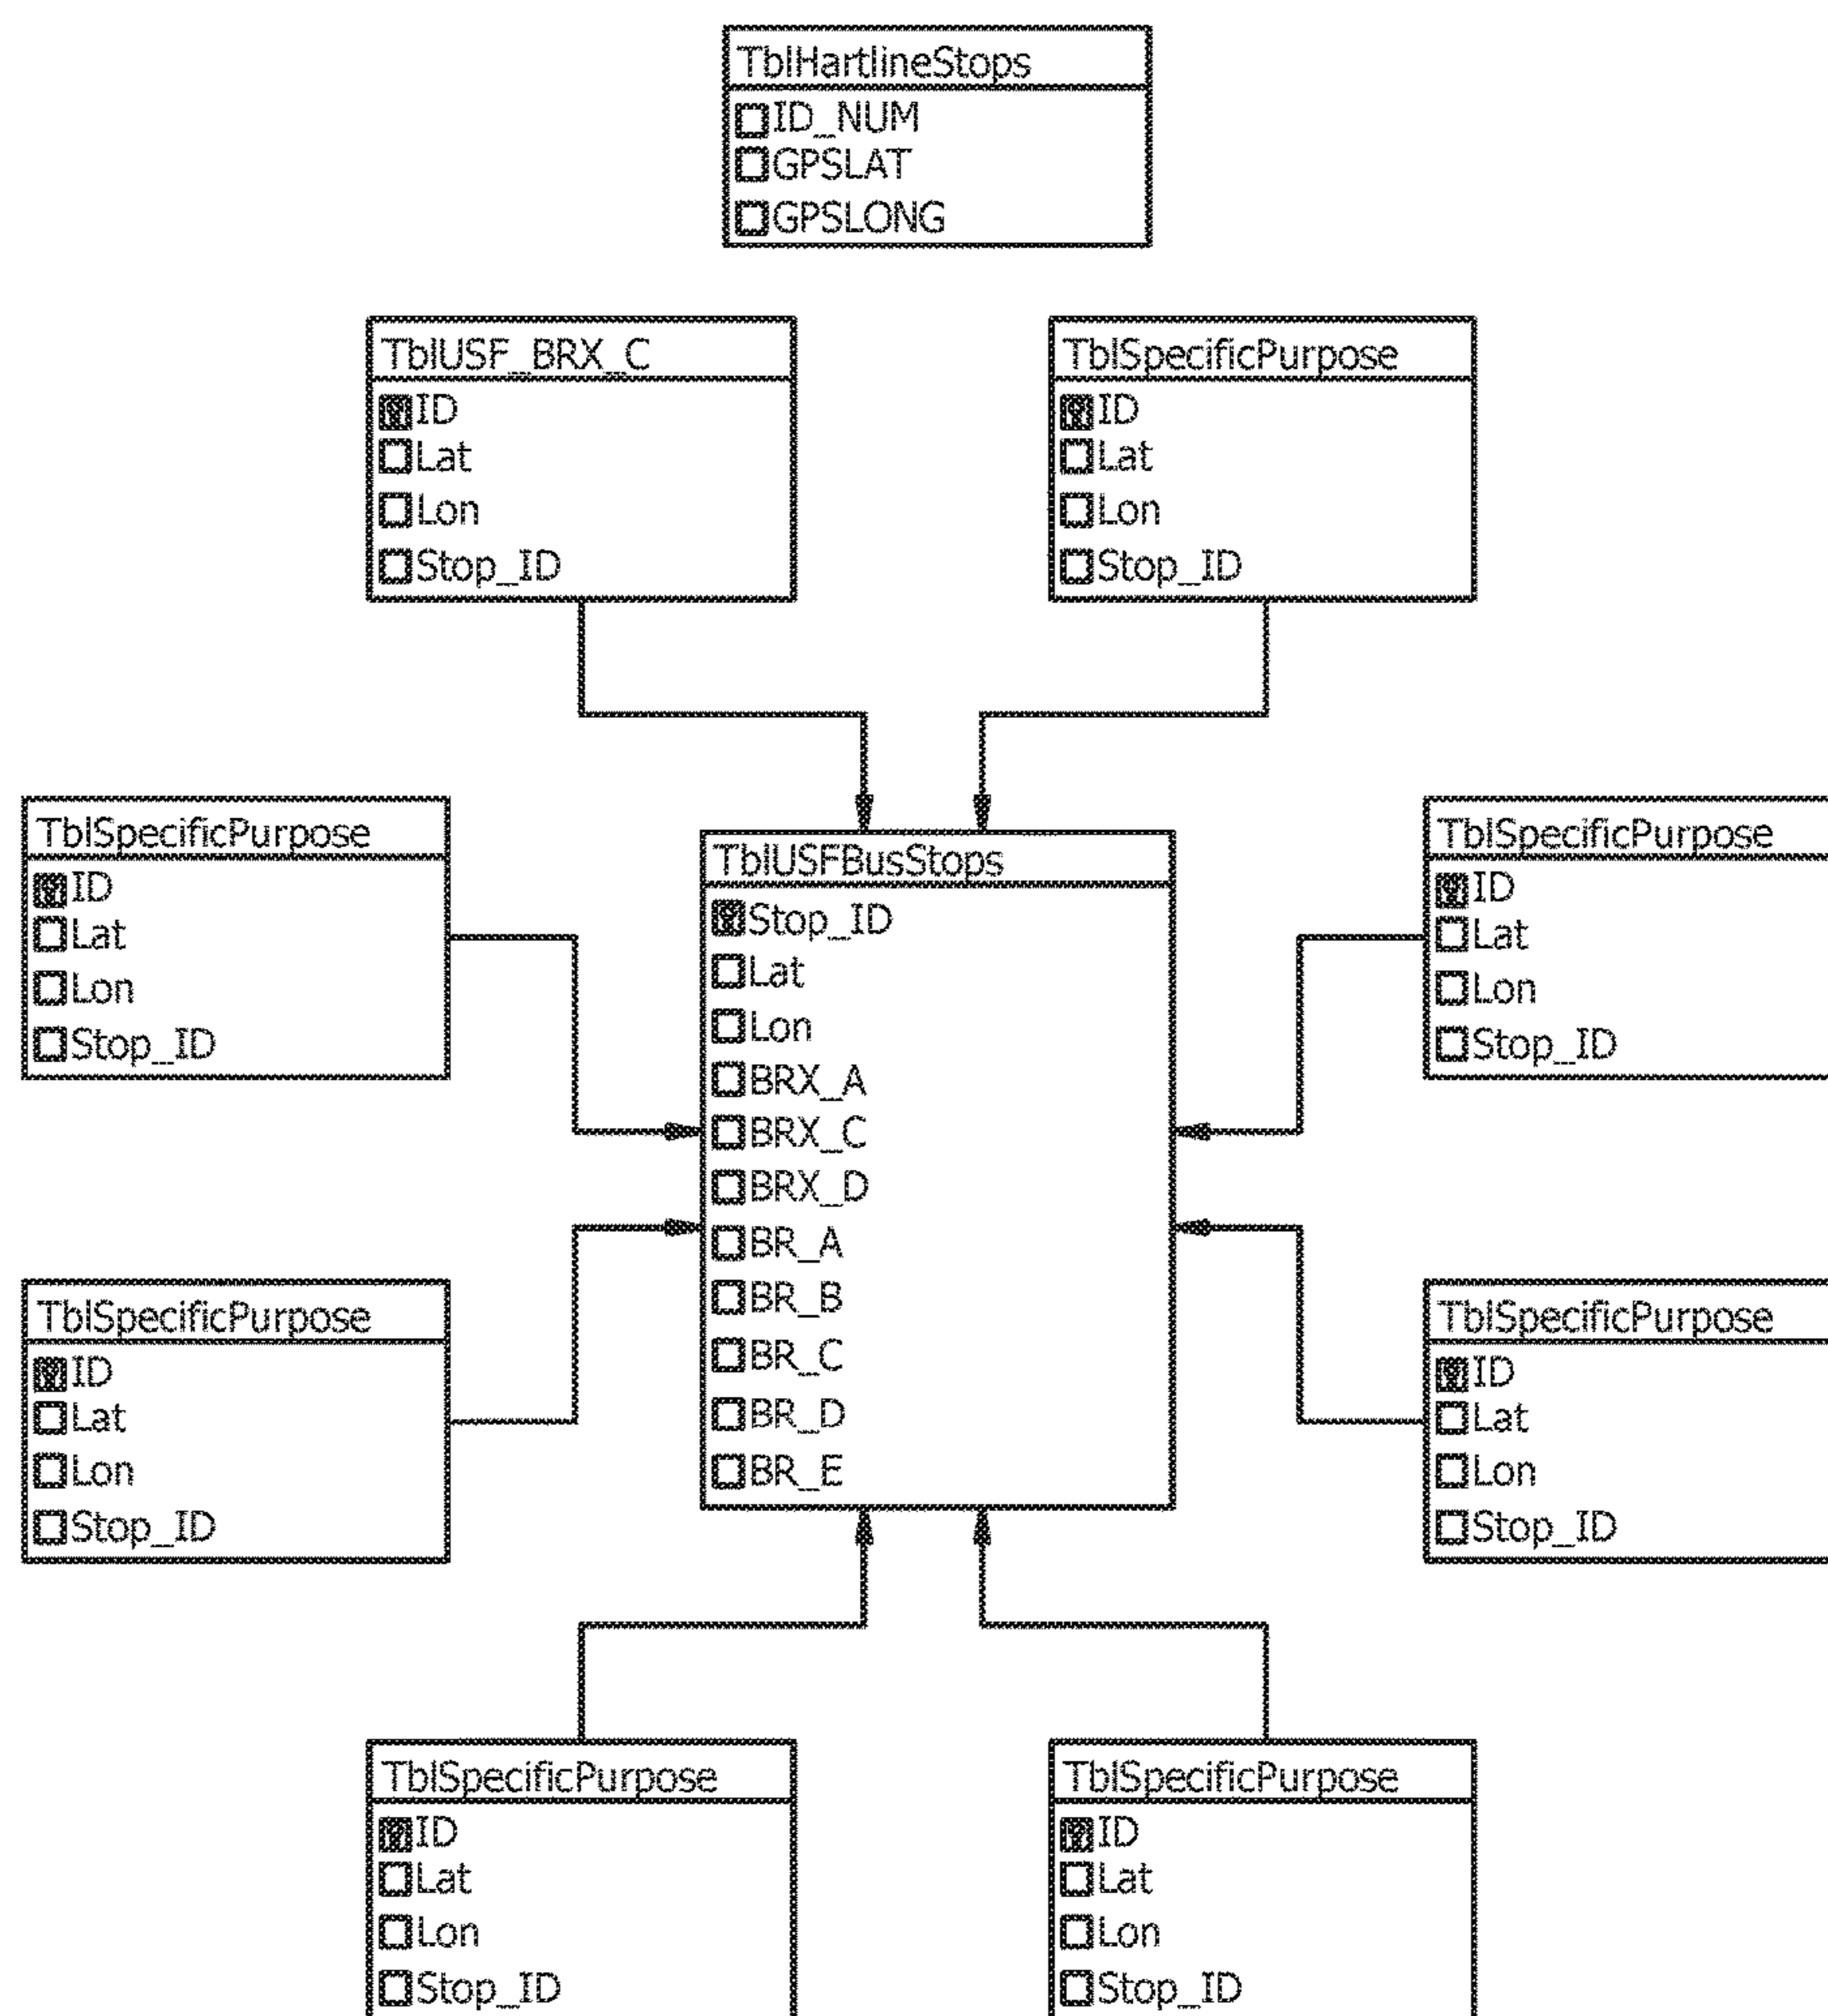 TblHartlineStops
ID_NUM
GPSLAT
GPSLONG
TblUSF_BRX_C
ID
Lat
Lon
Stop_ID
TblSpecificPurpose
ID
Lat
Lon
Stop_ID
TblSpecificPurpose
ID
Lat
Lon
Stop_ID
TblUSFBusStops
Stop_ID
Lat
Lon
BRX_A
BRX_C
BRX_D
BR_A
BR_B
BR_C
BR_D
BR_E
TblSpecificPurpose
ID
Lat
Lon
Stop_ID
TblSpecificPurpose
ID
Lat
Lon
Stop_ID
TblSpecificPurpose
ID
Lat
Lon
Stop_ID
TblSpecificPurpose
ID
Lat
Lon
Stop_ID
TblSpecificPurpose
ID
Lat
Lon
Stop_ID